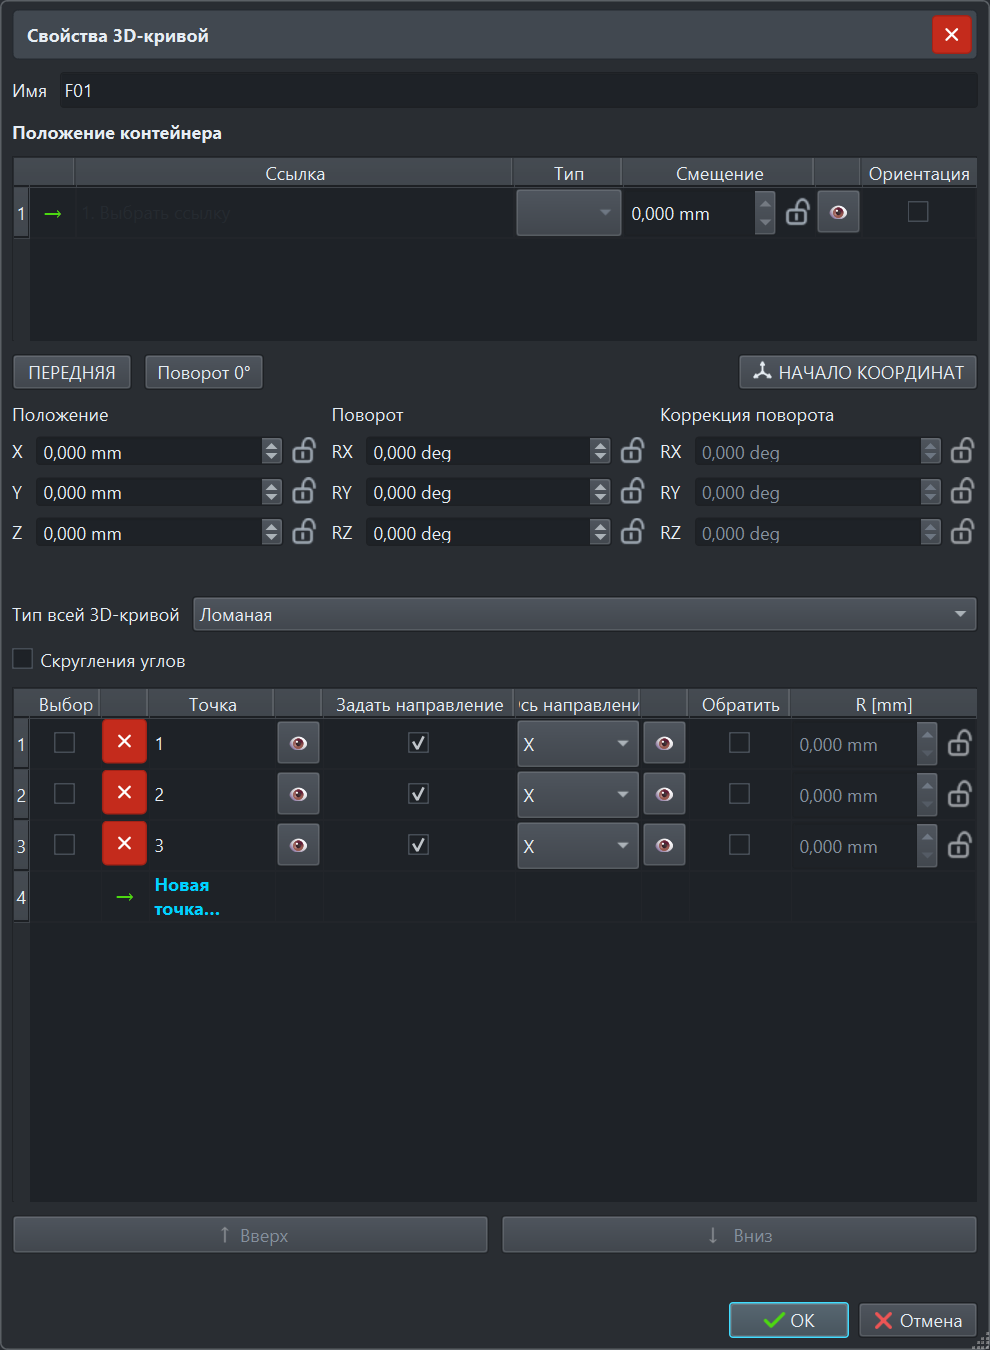 Свойства 3D-кривой
Имя F01
Положение контейнера
Ссылка Тип Смещение Ориентация
1 → 1. Выбрать ссылку 0,000 mm
ПЕРЕДНЯЯ Поворот 0° НАЧАЛО КООРДИНАТ
Положение Поворот Коррекция поворота
X 0,000 mm RX 0,000 deg RX 0,000 deg
Y 0,000 mm RY 0,000 deg RY 0,000 deg
Z 0,000 mm RZ 0,000 deg RZ 0,000 deg
Тип всей 3D-кривой Ломаная
Скругления углов
Выбор Точка Задать направление сь направлени Обратить R [mm]
1 1 X 0,000 mm
2 2 X 0,000 mm
3 3 X 0,000 mm
4 → Новая
точка...
↑ Вверх ↓ Вниз
OK Отмена